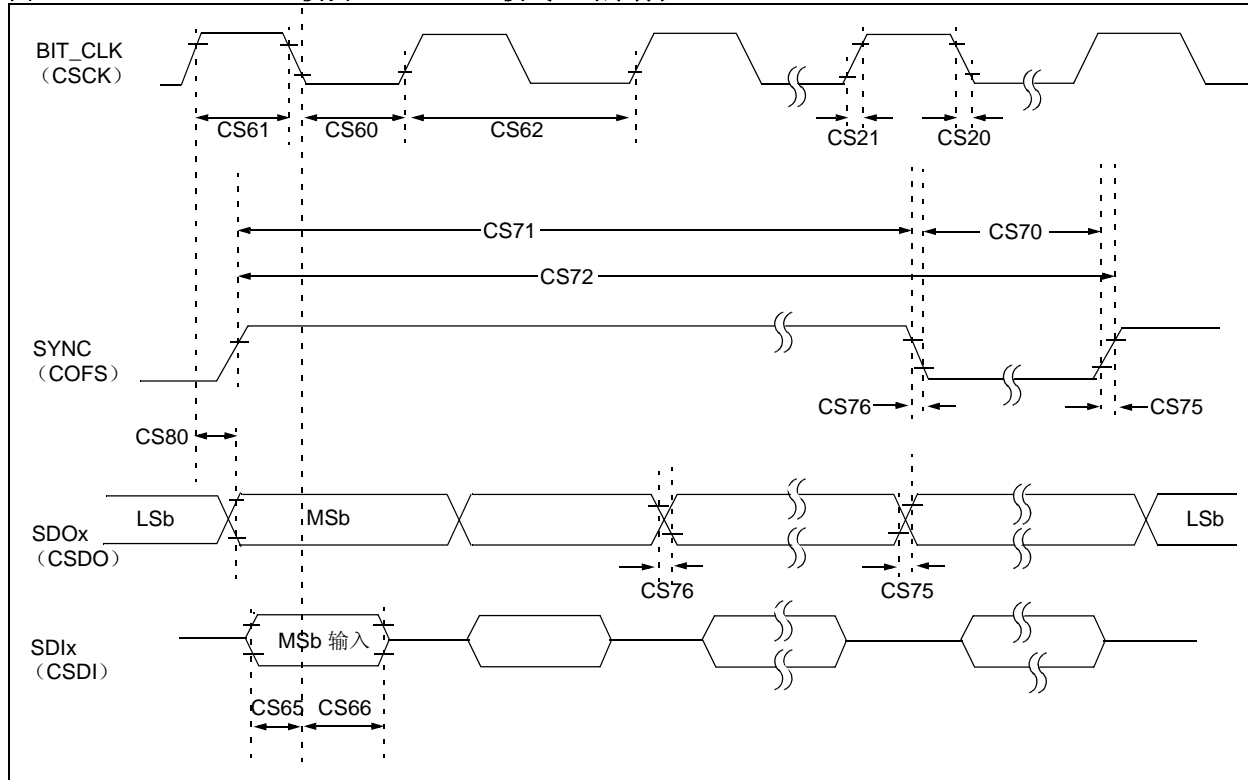 BIT_CLK
（CSCK）
CS61
CS60
CS62
CS21
CS20
CS71
CS70
CS72
SYNC
（COFS）
CS76
CS75
CS80
LSb
MSb
LSb
SDOx
（CSDO）
CS76
CS75
MSb 输入
SDIx
（CSDI）
CS65
CS66